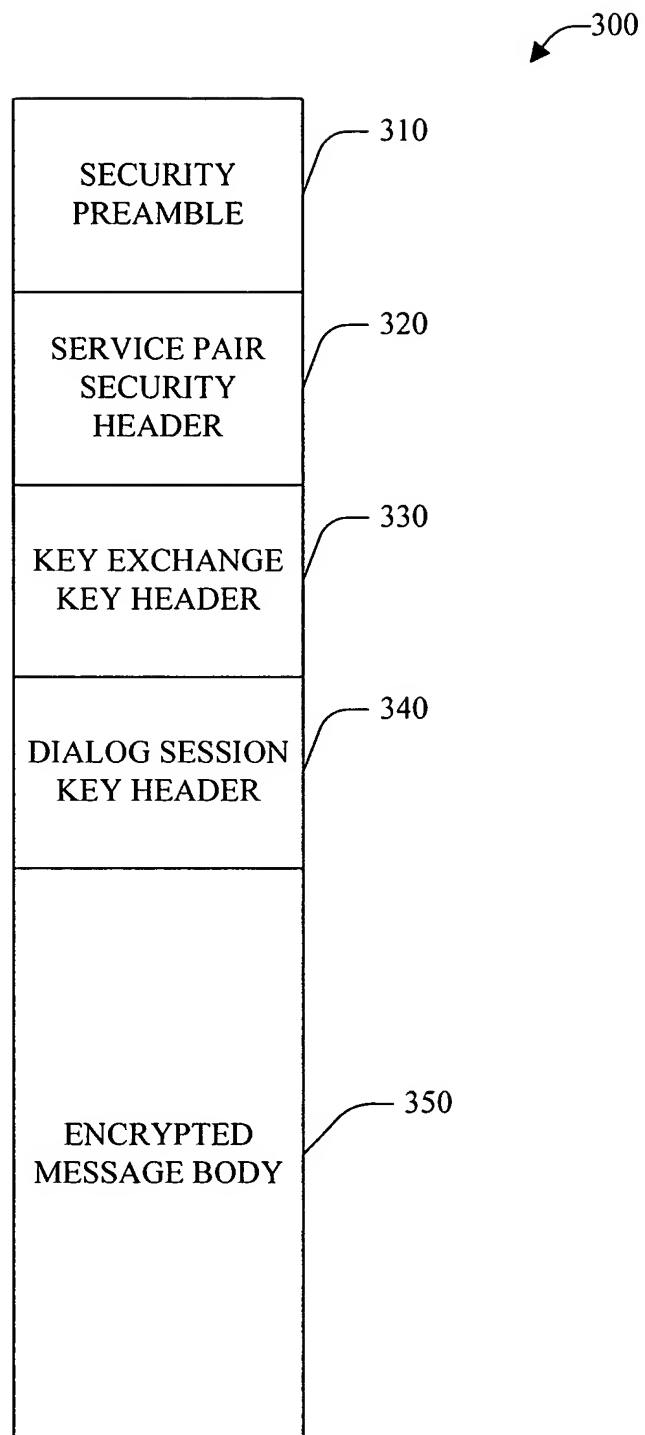 300
310
SECURITY
PREAMBLE
320
SERVICE PAIR
SECURITY
HEADER
330
KEY EXCHANGE
KEY HEADER
340
DIALOG SESSION
KEY HEADER
350
ENCRYPTED
MESSAGE BODY